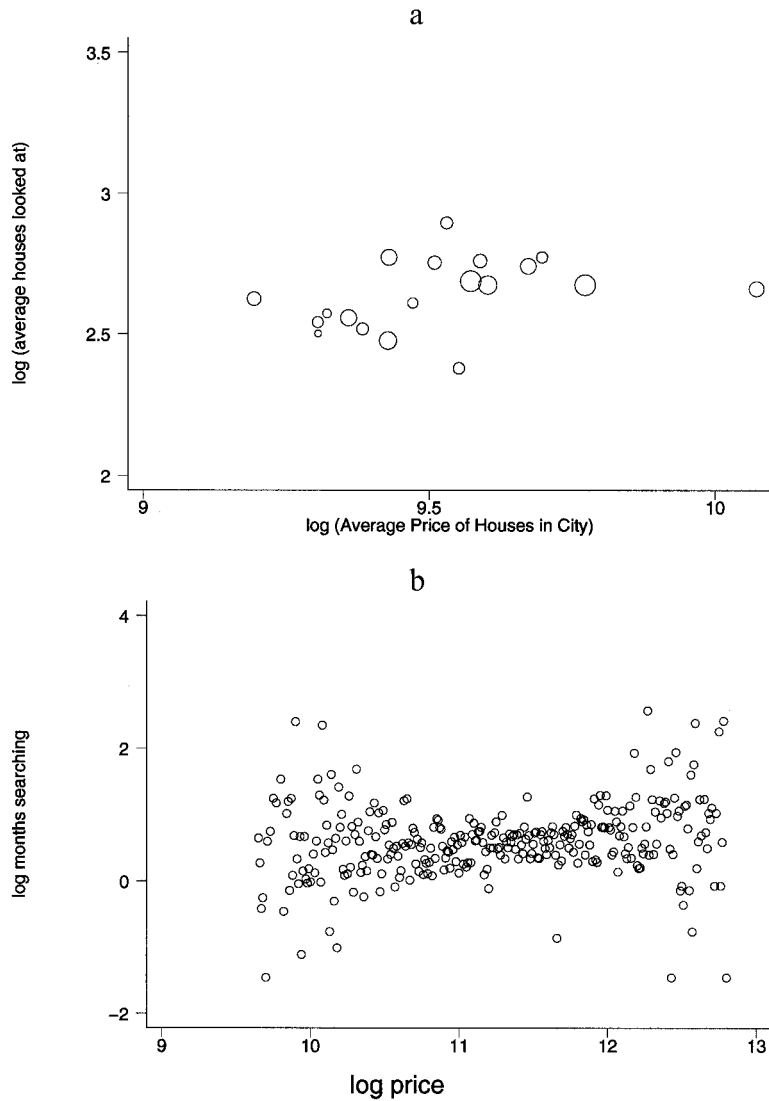 a
3.5
3
2.5
2
log (average houses looked at)
9
9.5
10
log (Average Price of Houses in City)
b
4
2
0
−2
log months searching
9
10
11
12
13
log price